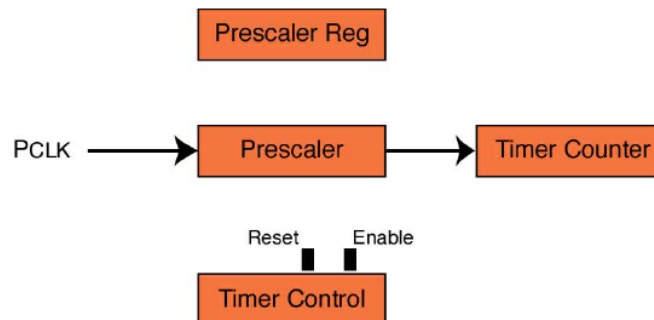 Prescaler Reg
PCLK
Prescaler
Timer Counter
Reset
Enable
Timer Control